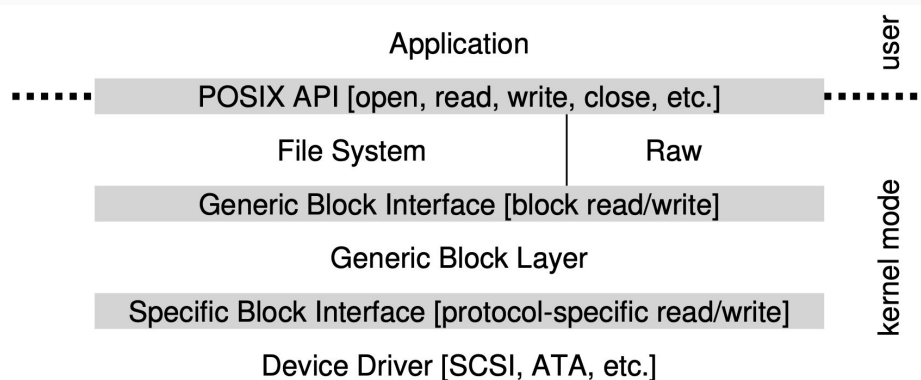 Application
user
POSIX API [open, read, write, close, etc.]
File System
Raw
Generic Block Interface [block read/write]
Generic Block Layer
kernel mode
Specific Block Interface [protocol-specific read/write]
Device Driver [SCSI, ATA, etc.]